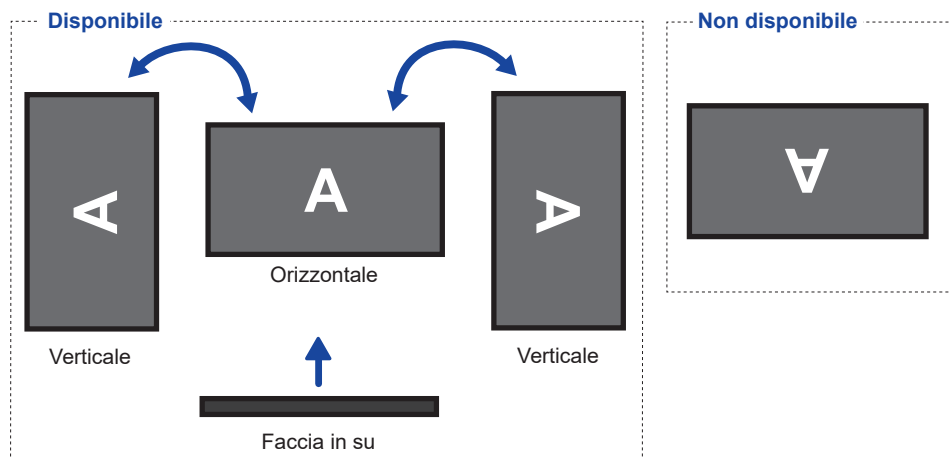 Disponibile
Non disponibile
A
A
A
A
Orizzontale
Verticale
Verticale
Faccia in su